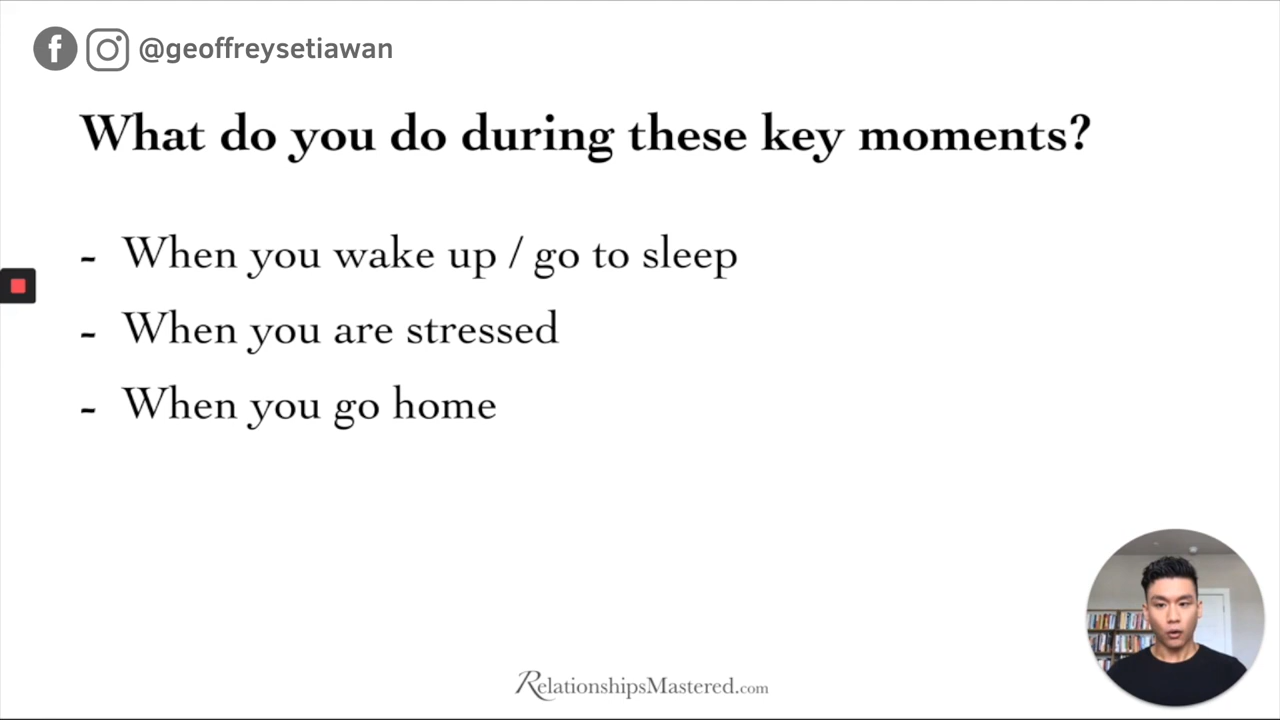 @geoffreysetiawan
What do you do during these key moments?
- When you wake up / go to sleep
- When you are stressed
- When you go home
RelationshipsMastered.com